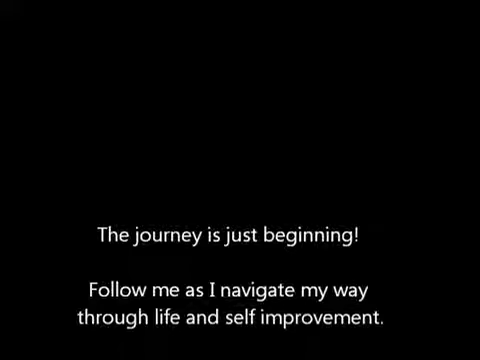 The journey is just beginning!
Follow me as I navigate my way
through life and self improvement.